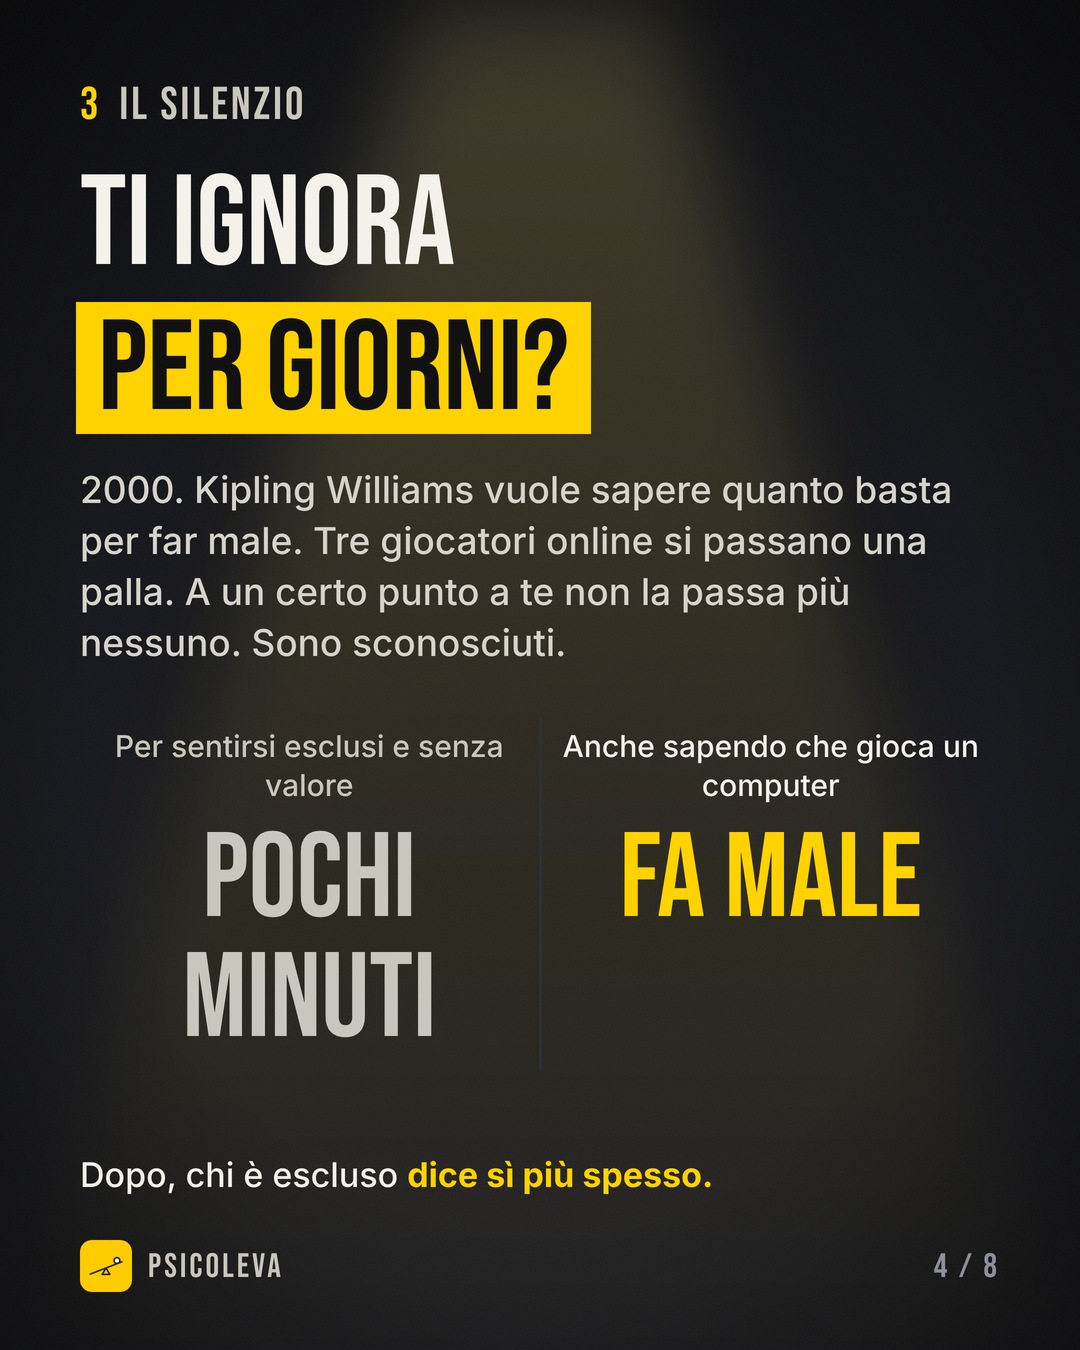 3 IL SILENZIO
TI IGNORA
PER GIORNI?
2000. Kipling Williams vuole sapere quanto basta
per far male. Tre giocatori online si passano una
palla. A un certo punto a te non la passa più
nessuno. Sono sconosciuti.
Per sentirsi esclusi e senza
valore
POCHI
MINUTI
Anche sapendo che gioca un
computer
FA MALE
Dopo, chi è escluso dice sì più spesso.
PSICOLEVA
4 / 8